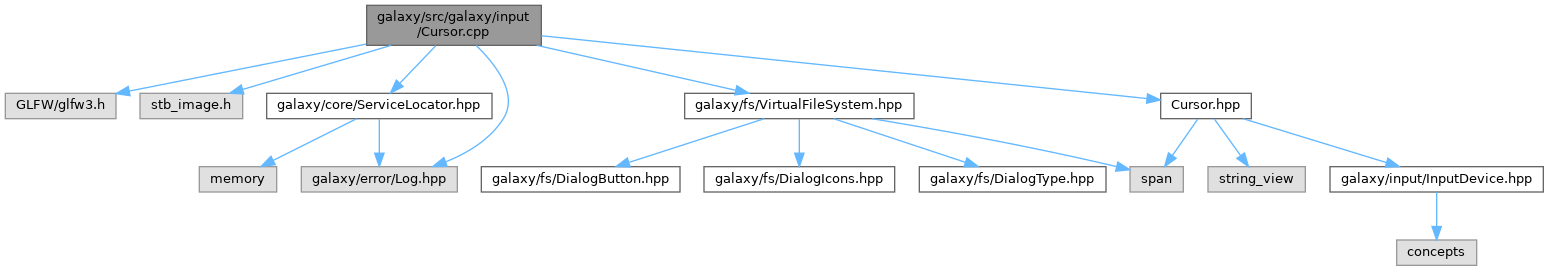 galaxy/src/galaxy/input
/Cursor.cpp
GLFW/glfw3.h
stb_image.h
galaxy/core/ServiceLocator.hpp
galaxy/fs/VirtualFileSystem.hpp
Cursor.hpp
memory
galaxy/error/Log.hpp
galaxy/fs/DialogButton.hpp
galaxy/fs/DialogIcons.hpp
galaxy/fs/DialogType.hpp
span
string_view
galaxy/input/InputDevice.hpp
concepts